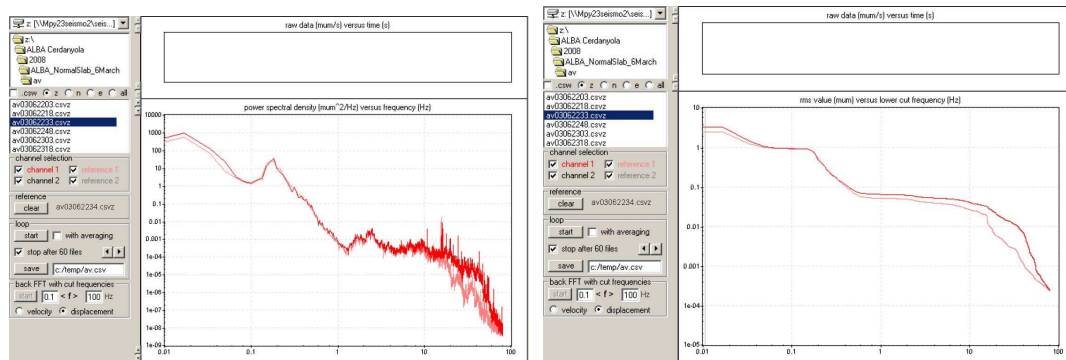 z: [\\Mpy23seismo2\seis...]
z:\
ALBA Cerdanyola
2008
ALBA_NormalSlab_6March
av
.csw z n e all
av03062203.csvz
av03062218.csvz
av03062233.csvz
av03062248.csvz
av03062303.csvz
av03062318.csvz
channel selection
channel 1 reference 1
channel 2 reference 2
reference
clear av03062234.csvz
loop
start with averaging
stop after 60 files
save c:/temp/av.csv
back FFT with cut frequencies
start 0.1 < f > 100 Hz
velocity displacement
raw data (mum/s) versus time (s)
power spectral density (mum^2/Hz) versus frequency (Hz)
10000
1000
100
10
1
0.1
0.01
0.001
0.0001
1e-05
1e-06
1e-07
1e-08
1e-09
0.01 0.1 1 10 100
z: [\\Mpy23seismo2\seis...]
z:\
ALBA Cerdanyola
2008
ALBA_NormalSlab_6March
av
.csw z n e all
av03062203.csvz
av03062218.csvz
av03062233.csvz
av03062248.csvz
av03062303.csvz
av03062318.csvz
channel selection
channel 1 reference 1
channel 2 reference 2
reference
clear av03062234.csvz
loop
start with averaging
stop after 60 files
save c:/temp/av.csv
back FFT with cut frequencies
start 0.1 < f > 100 Hz
velocity displacement
raw data (mum/s) versus time (s)
rms value (mum) versus lower cut frequency (Hz)
10
1
0.1
0.01
0.001
1e-04
1e-05
0.01 0.1 1 10 100